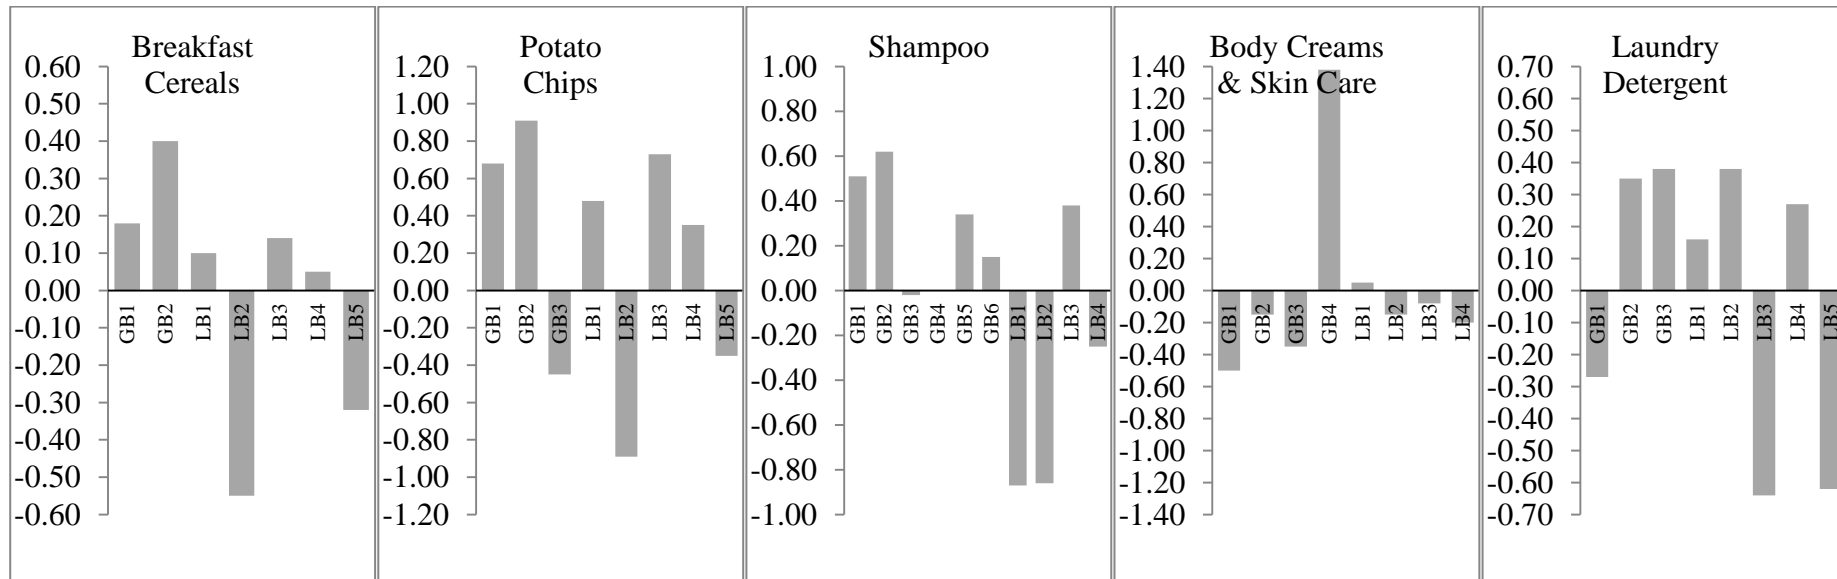 Breakfast
Cereals
0.60
0.50
0.40
0.30
0.20
0.10
0.00
-0.10
-0.20
-0.30
-0.40
-0.50
-0.60
GB1
GB2
LB1
LB2
LB3
LB4
LB5
Potato
Chips
1.20
1.00
0.80
0.60
0.40
0.20
0.00
-0.20
-0.40
-0.60
-0.80
-1.00
-1.20
GB1
GB2
GB3
LB1
LB2
LB3
LB4
LB5
Shampoo
1.00
0.80
0.60
0.40
0.20
0.00
-0.20
-0.40
-0.60
-0.80
-1.00
GB1
GB2
GB3
GB4
GB5
GB6
LB1
LB2
LB3
LB4
Body Creams
& Skin Care
1.40
1.20
1.00
0.80
0.60
0.40
0.20
0.00
-0.20
-0.40
-0.60
-0.80
-1.00
-1.20
-1.40
GB1
GB2
GB3
GB4
LB1
LB2
LB3
LB4
Laundry
Detergent
0.70
0.60
0.50
0.40
0.30
0.20
0.10
0.00
-0.10
-0.20
-0.30
-0.40
-0.50
-0.60
-0.70
GB1
GB2
GB3
LB1
LB2
LB3
LB4
LB5